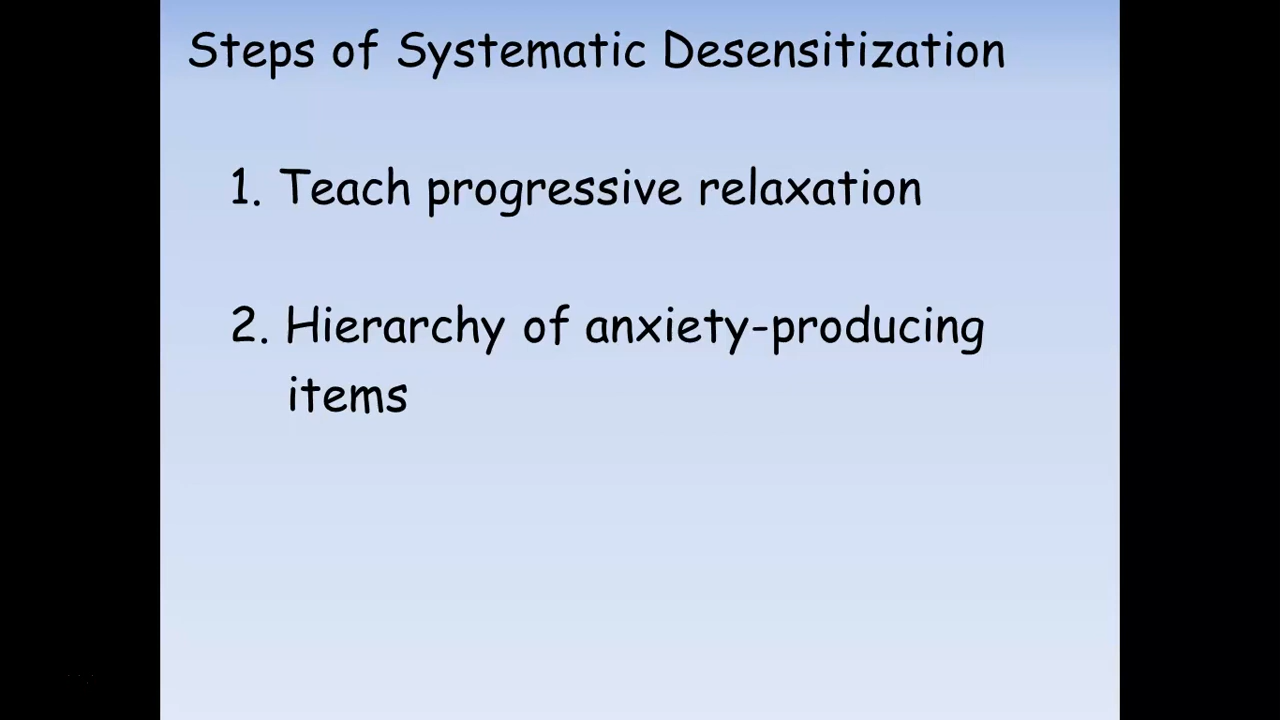 Steps of Systematic Desensitization
1. Teach progressive relaxation
2. Hierarchy of anxiety-producing
items